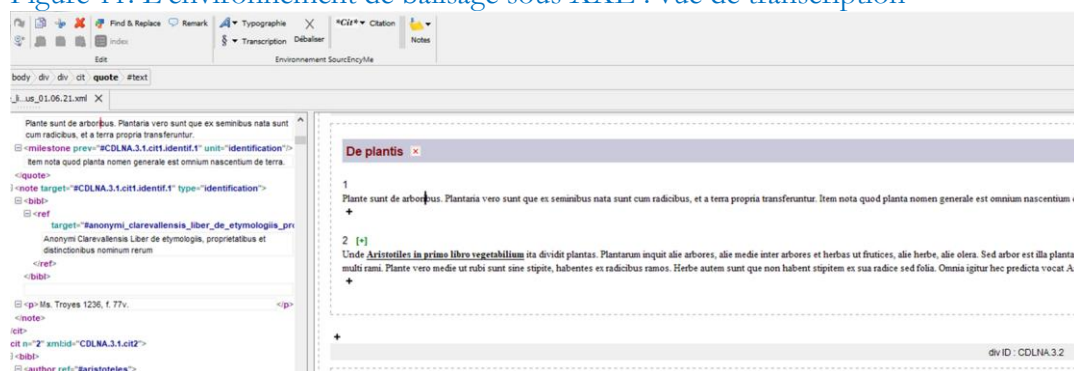 Figure 11: L'environnement de balisage sous XXE : vue de transcription
Find & Replace Remark Typographie *Cit* Citation
Index § Transcription Débaliser Notes
Edit Environnement SourcEncyMe
body div div cit quote #text
us_01.06.21.xml
Plante sunt de arboribus. Plantaria vero sunt que ex seminibus nata sunt
cum radicibus, et a terra propria transferuntur.
<milestone prev="#CDLNA.3.1.cit1.identif.1" unit="identification"/>
Item nota quod planta nomen generale est omnium nascentium de terra.
</quote>
<note target="#CDLNA.3.1.cit1.identif.1" type="identification">
<bibl>
<ref
target="#anonymi_clarevallensis_liber_de_etymologiis_pro
Anonymi Clarevallensis Liber de etymologiis, proprietatibus et
distinctionibus nominum rerum
</ref>
</bibl>
<p> Ms. Troyes 1236, f. 77v. </p>
</note>
/cit>
cit n="2" xml:id="CDLNA.3.1.cit2">
<bibl>
<author ref="#aristoteles">
De plantis
1
Plante sunt de arboribus. Plantaria vero sunt que ex seminibus nata sunt cum radicibus, et a terra propria transferuntur. Item nota quod planta nomen generale est omnium nascentium
+
2 [+]
Unde Aristotiles in primo libro vegetabilium ita dividit plantas. Plantarum inquit alie arbores, alie medie inter arbores et herbas ut frutices, alie herbe, alie olera. Sed arbor est illa planta
multi rami. Plante vero medie ut rubi sunt sine stipite, habentes ex radicibus ramos. Herbe autem sunt que non habent stipitem ex sua radice sed folia. Omnia igitur hec predicta vocat A
+
+
div ID : CDLNA.3.2